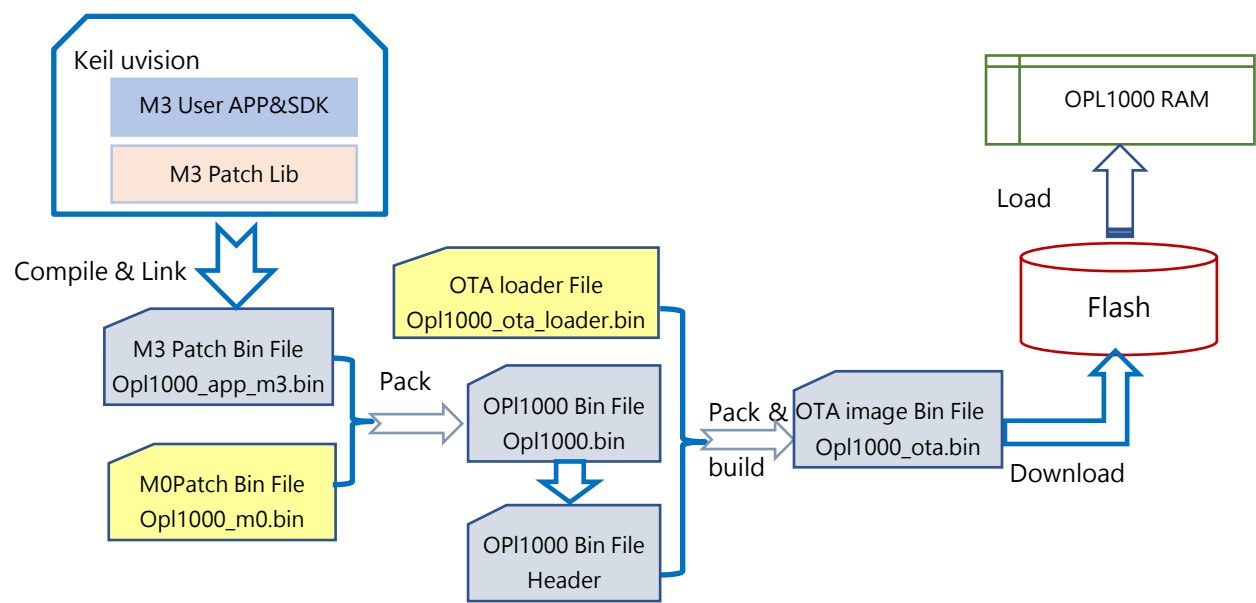 Keil uvision
M3 User APP&SDK
M3 Patch Lib
Compile & Link
M3 Patch Bin File
Opl1000_app_m3.bin
M0Patch Bin File
Opl1000_m0.bin
Pack
OTA loader File
Opl1000_ota_loader.bin
OPl1000 Bin File
Opl1000.bin
OPl1000 Bin File
Header
Pack &
build
OTA image Bin File
Opl1000_ota.bin
Download
Flash
Load
OPL1000 RAM